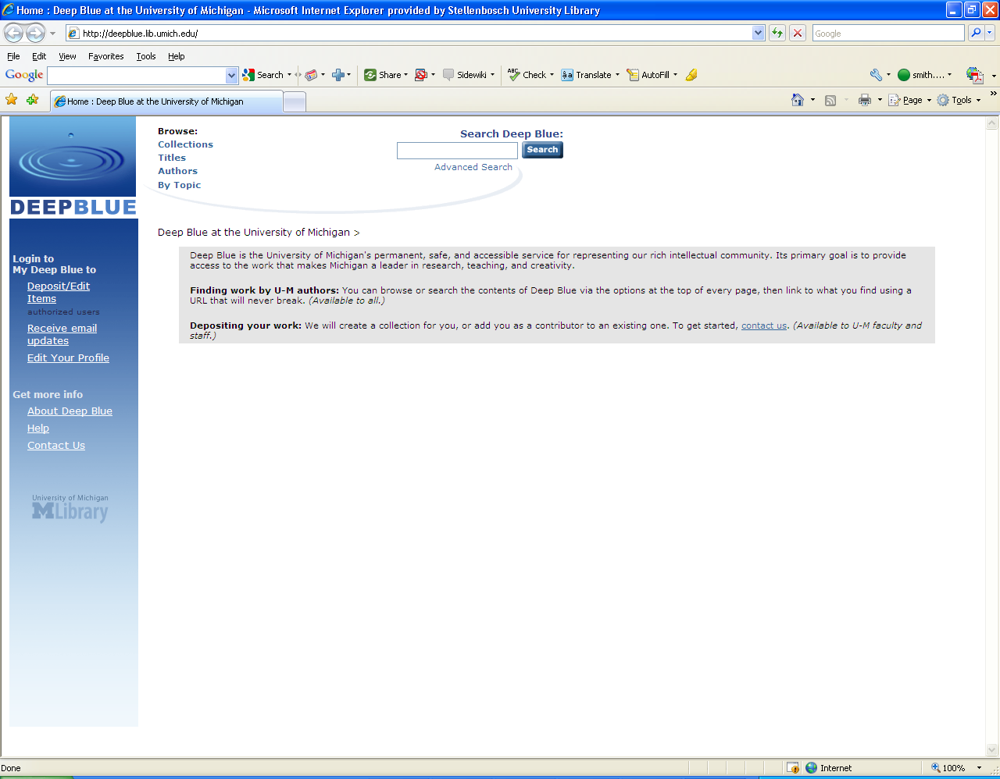 Home : Deep Blue at the University of Michigan - Microsoft Internet Explorer provided by Stellenbosch University Library
http://deepblue.lib.umich.edu/
Google
File Edit View Favorites Tools Help
Google Search Share Sidewiki ABC Check Translate AutoFill smith....
Home : Deep Blue at the University of Michigan
Page Tools
Browse:
Collections
Titles
Authors
By Topic
Search Deep Blue:
Search
Advanced Search
DEEPBLUE
Login to
My Deep Blue to
Deposit/Edit
Items
authorized users
Receive email
updates
Edit Your Profile
Get more info
About Deep Blue
Help
Contact Us
University of Michigan
MLibrary
Deep Blue at the University of Michigan >
Deep Blue is the University of Michigan's permanent, safe, and accessible service for representing our rich intellectual community. Its primary goal is to provide
access to the work that makes Michigan a leader in research, teaching, and creativity.
Finding work by U-M authors: You can browse or search the contents of Deep Blue via the options at the top of every page, then link to what you find using a
URL that will never break. (Available to all.)
Depositing your work: We will create a collection for you, or add you as a contributor to an existing one. To get started, contact us. (Available to U-M faculty and
staff.)
Done
Internet
100%